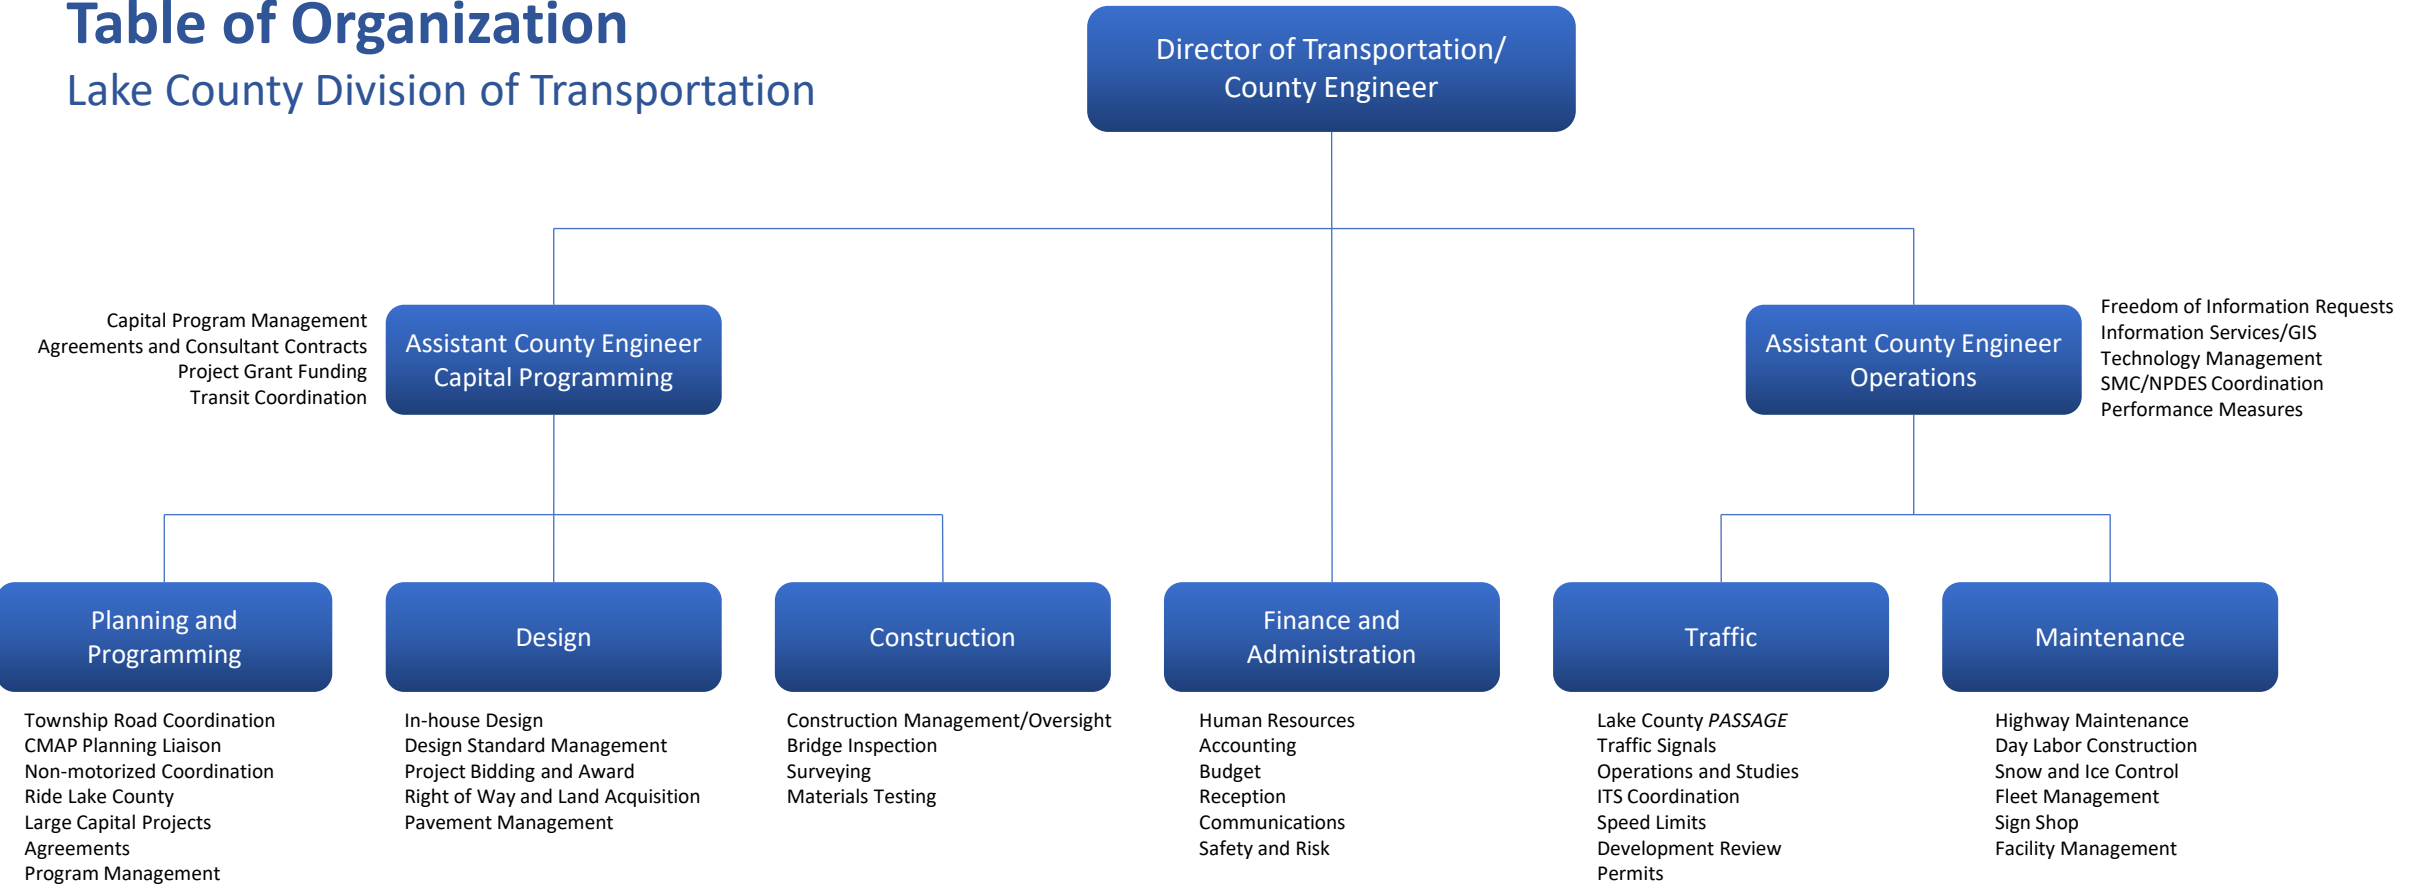 Table of Organization
Lake County Division of Transportation
Director of Transportation/
County Engineer
Capital Program Management
Agreements and Consultant Contracts
Project Grant Funding
Transit Coordination
Assistant County Engineer
Capital Programming
Assistant County Engineer
Operations
Freedom of Information Requests
Information Services/GIS
Technology Management
SMC/NPDES Coordination
Performance Measures
Planning and
Programming
Township Road Coordination
CMAP Planning Liaison
Non-motorized Coordination
Ride Lake County
Large Capital Projects
Agreements
Program Management
Design
In-house Design
Design Standard Management
Project Bidding and Award
Right of Way and Land Acquisition
Pavement Management
Construction
Construction Management/Oversight
Bridge Inspection
Surveying
Materials Testing
Finance and
Administration
Human Resources
Accounting
Budget
Reception
Communications
Safety and Risk
Traffic
Lake County PASSAGE
Traffic Signals
Operations and Studies
ITS Coordination
Speed Limits
Development Review
Permits
Maintenance
Highway Maintenance
Day Labor Construction
Snow and Ice Control
Fleet Management
Sign Shop
Facility Management